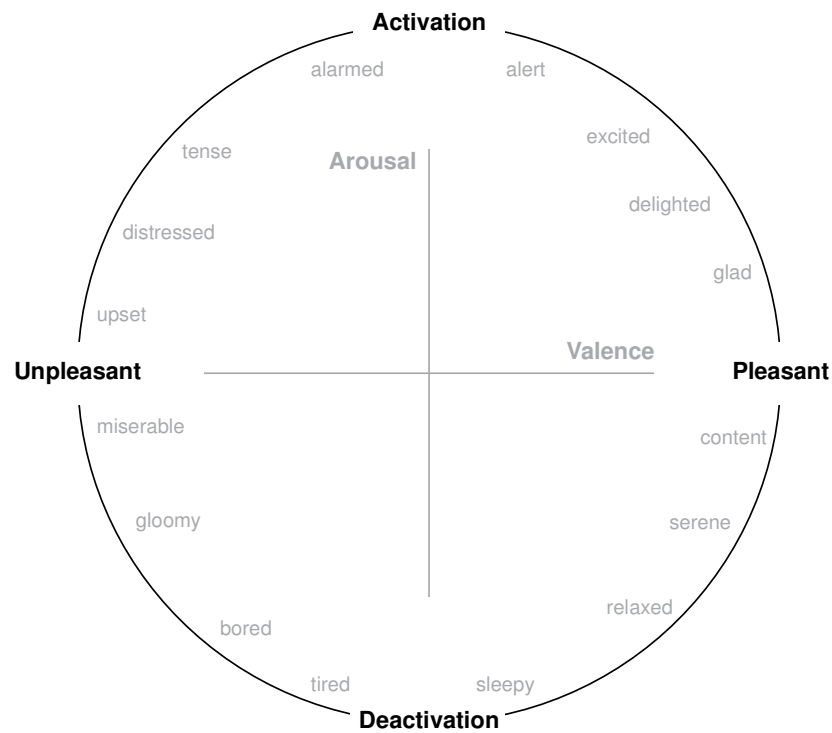 Activation
alarmed
alert
excited
tense
Arousal
delighted
distressed
glad
upset
Valence
Unpleasant
Pleasant
miserable
content
gloomy
serene
relaxed
bored
tired
sleepy
Deactivation